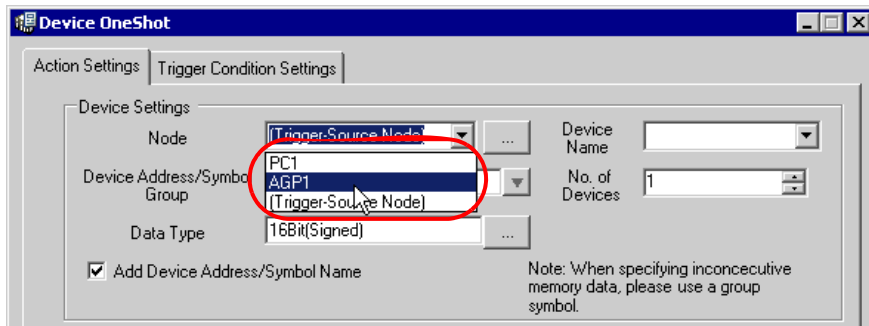 Device OneShot
Action Settings
Trigger Condition Settings
Device Settings
Node
(Trigger-Source Node)
...
Device
Name
PC1
AGP1
(Trigger-Source Node)
Device Address/Symbo
Group
No. of
Devices
1
Data Type
16Bit(Signed)
...
Add Device Address/Symbol Name
Note: When specifying inconcecutive
memory data, please use a group
symbol.